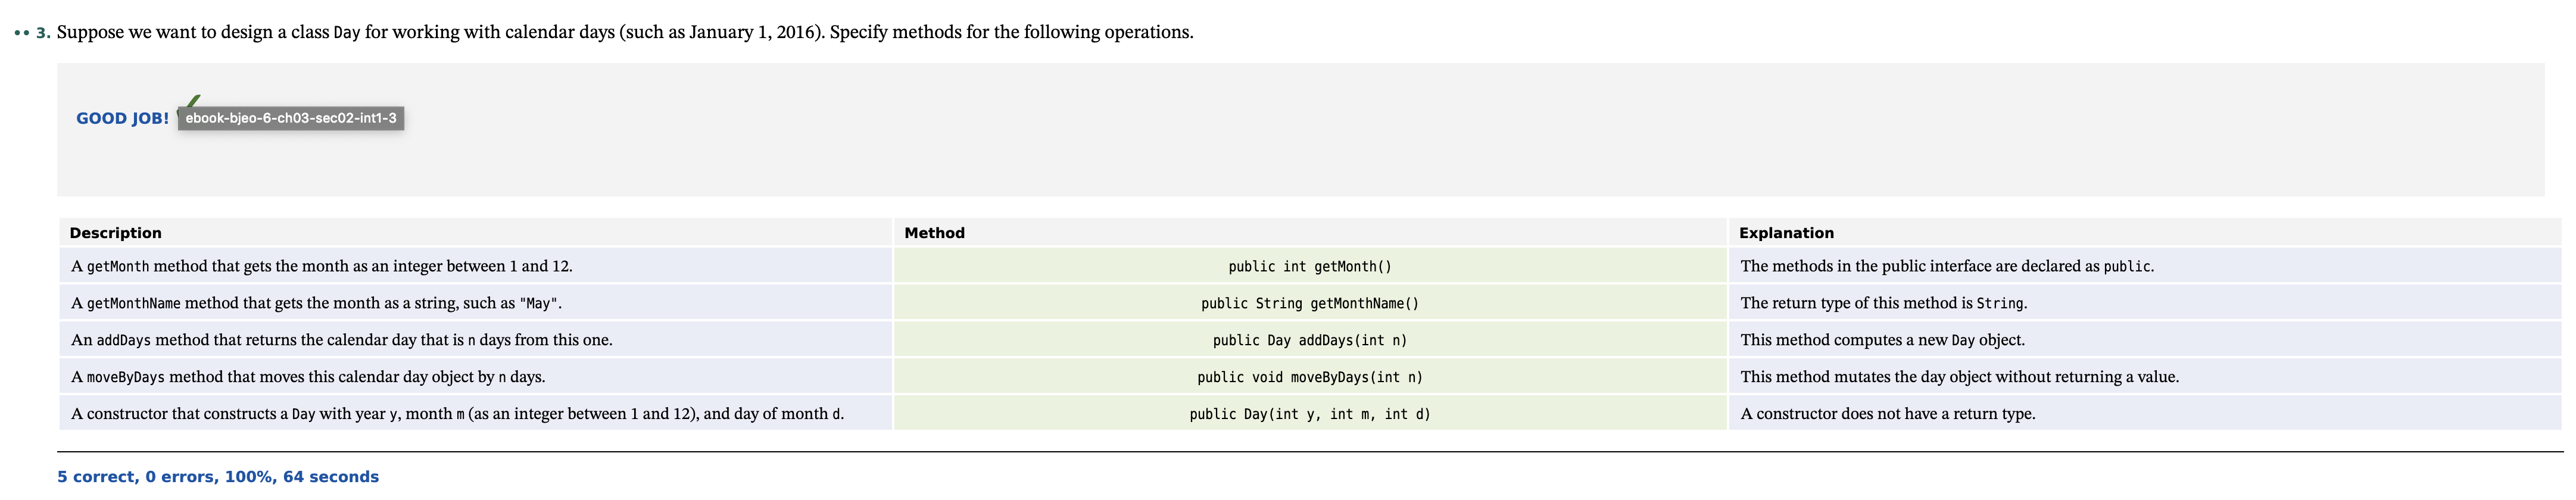 •• 3. Suppose we want to design a class Day for working with calendar days (such as January 1, 2016). Specify methods for the following operations.
GOOD JOB!
ebook-bjeo-6-ch03-sec02-int1-3
Description Method Explanation
A getMonth method that gets the month as an integer between 1 and 12. public int getMonth() The methods in the public interface are declared as public.
A getMonthName method that gets the month as a string, such as "May". public String getMonthName() The return type of this method is String.
An addDays method that returns the calendar day that is n days from this one. public Day addDays(int n) This method computes a new Day object.
A moveByDays method that moves this calendar day object by n days. public void moveByDays(int n) This method mutates the day object without returning a value.
A constructor that constructs a Day with year y, month m (as an integer between 1 and 12), and day of month d. public Day(int y, int m, int d) A constructor does not have a return type.
5 correct, 0 errors, 100%, 64 seconds